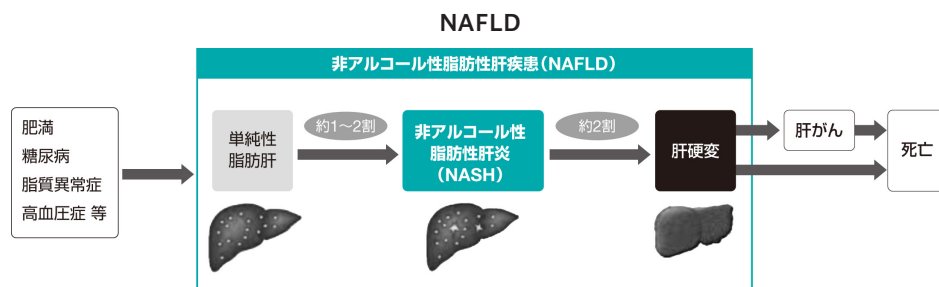 NAFLD
非アルコール性脂肪性肝疾患(NAFLD)
肥満
糖尿病
脂質異常症
高血圧症 等
単純性
脂肪肝
約1〜2割
非アルコール性
脂肪性肝炎
(NASH)
約2割
肝硬変
肝がん
死亡